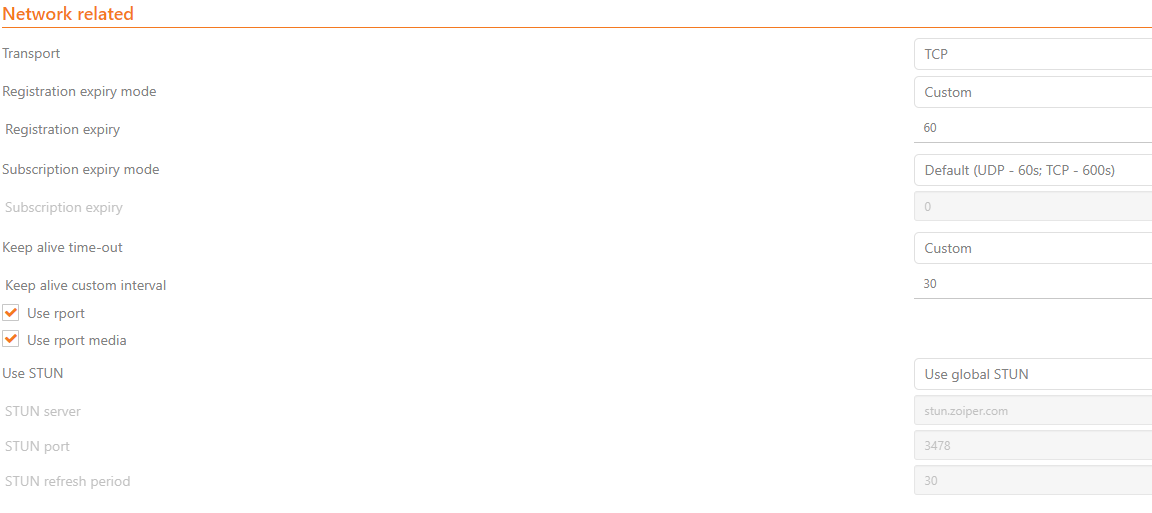 Network related
Transport
TCP
Registration expiry mode
Custom
Registration expiry
60
Subscription expiry mode
Default (UDP - 60s; TCP - 600s)
Subscription expiry
0
Keep alive time-out
Custom
Keep alive custom interval
30
Use rport
Use rport media
Use STUN
Use global STUN
STUN server
stun.zoiper.com
STUN port
3478
STUN refresh period
30